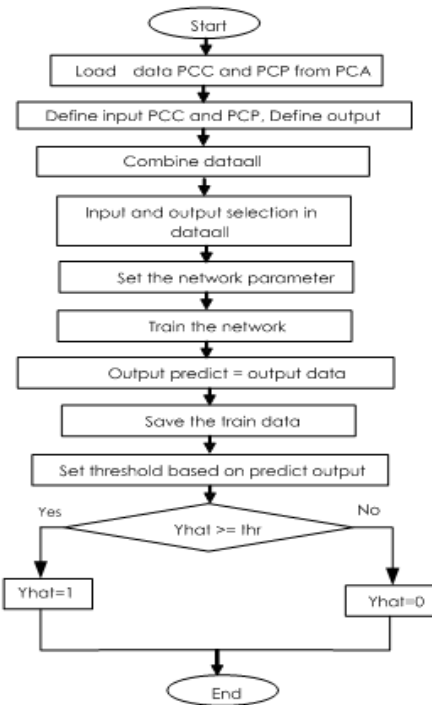 Start
Load data PCC and PCP from PCA
Define input PCC and PCP, Define output
Combine dataall
Input and output selection in
dataall
Set the network parameter
Train the network
Output predict = output data
Save the train data
Set threshold based on predict output
Yes
No
Yhat >= thr
Yhat=1
Yhat=0
End